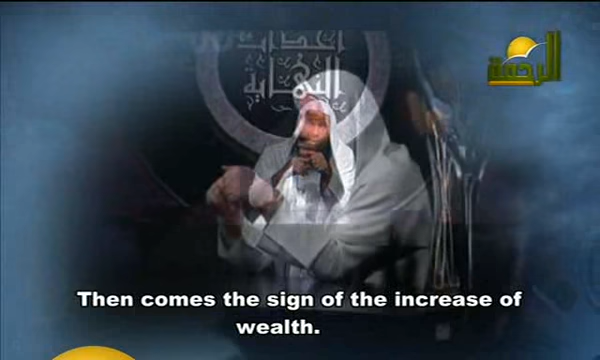 أحداث
النهاية
الرحمة
Then comes the sign of the increase of
wealth.